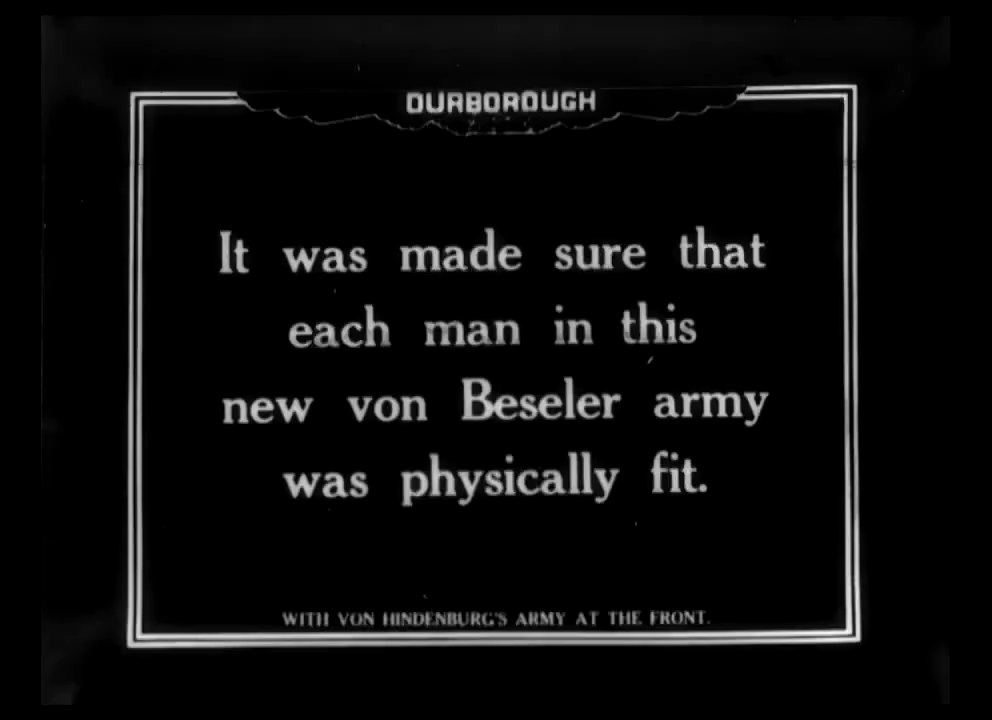 DURBOROUGH
It was made sure that
each man in this
new von Beseler army
was physically fit.
WITH VON HINDENBURG'S ARMY AT THE FRONT.